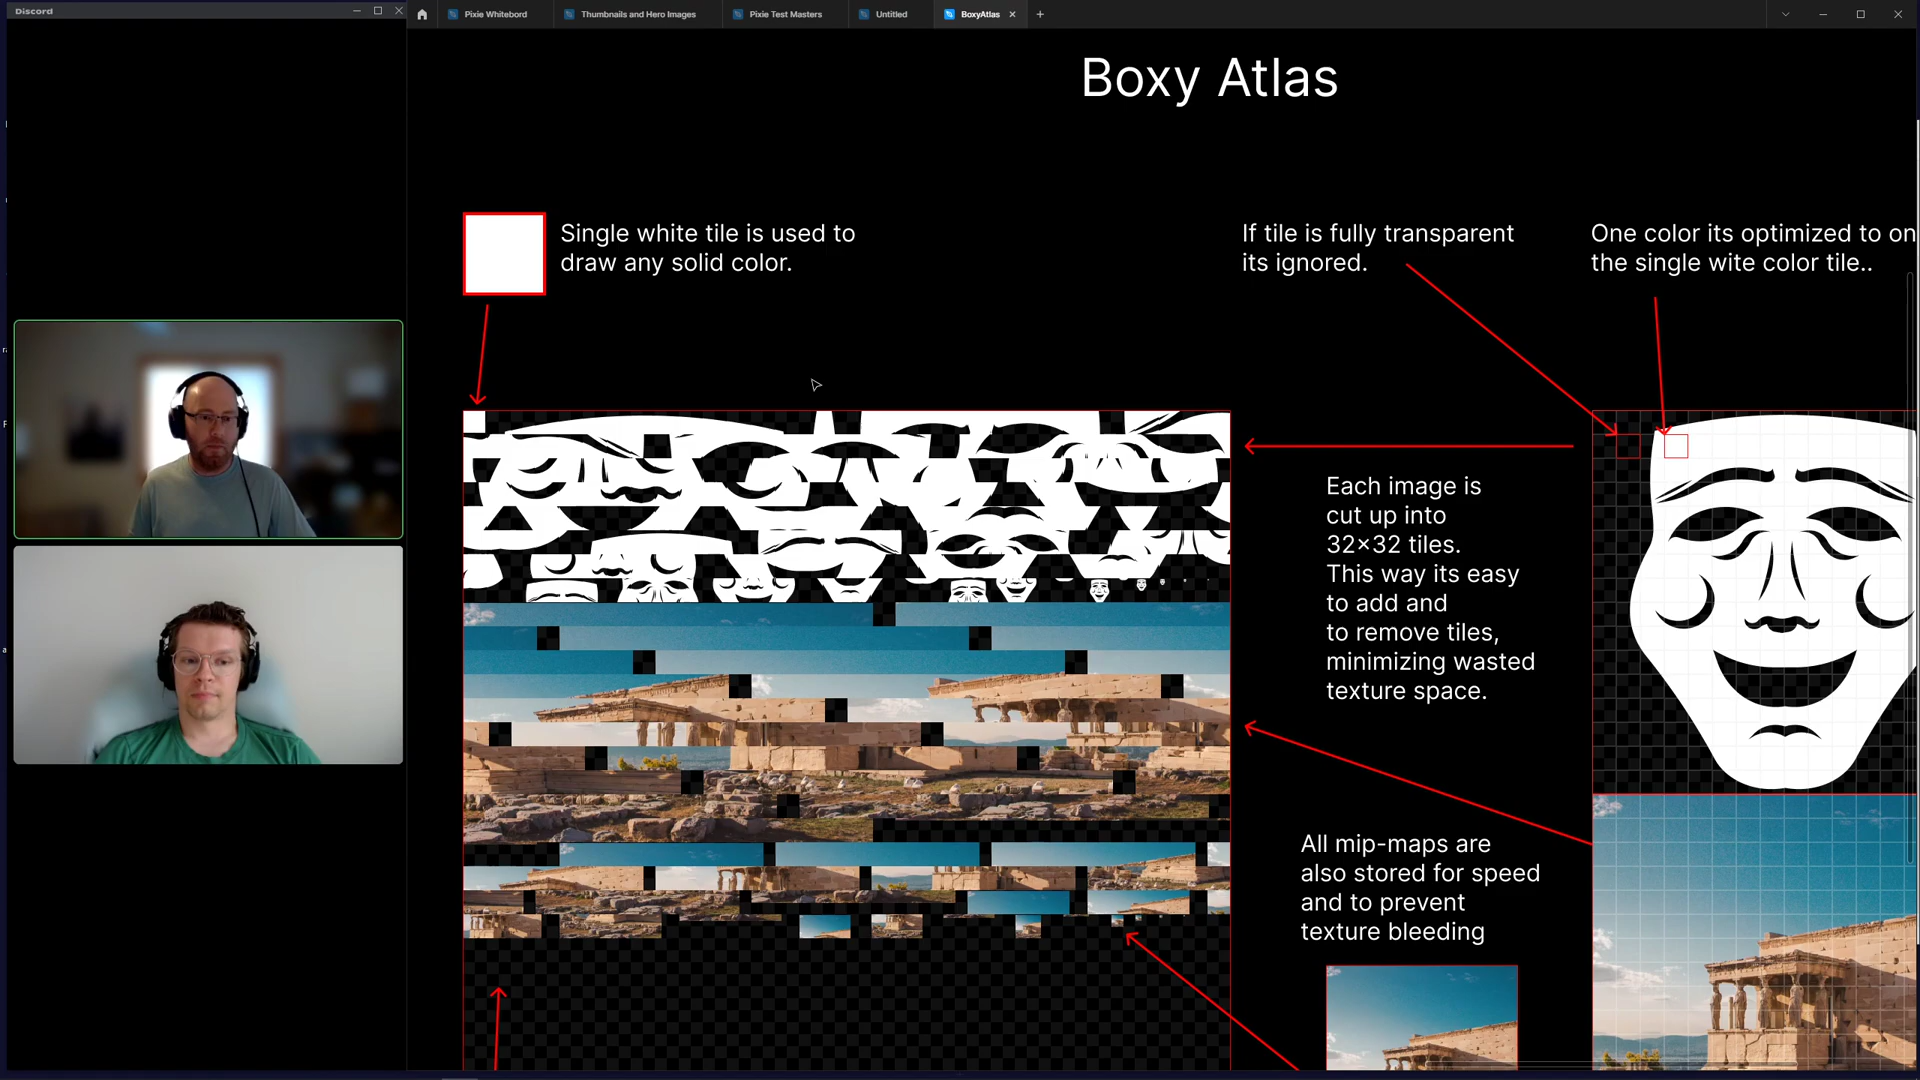 Discord
Pixie Whitebord
Thumbnails and Hero Images
Pixie Test Masters
Untitled
BoxyAtlas
Boxy Atlas
Single white tile is used to
draw any solid color.
If tile is fully transparent
its ignored.
One color its optimized to on
the single wite color tile..
Each image is
cut up into
32×32 tiles.
This way its easy
to add and
to remove tiles,
minimizing wasted
texture space.
All mip-maps are
also stored for speed
and to prevent
texture bleeding